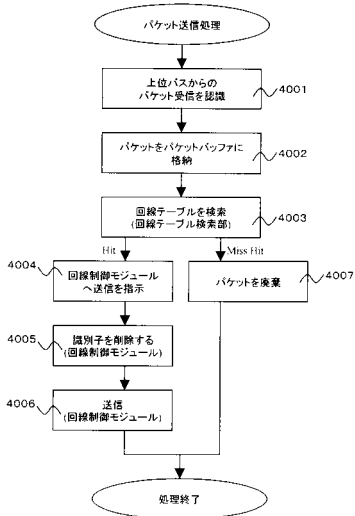 パケット送信処理
上位バスからの
パケット受信を認識
4001
パケットをパケットバッファに
格納
4002
回線テーブルを検索
(回線テーブル検索部)
4003
Hit
Miss Hit
4004
回線制御モジュール
へ送信を指示
パケットを廃棄
4007
4005
識別子を削除する
(回線制御モジュール)
4006
送信
(回線制御モジュール)
処理終了